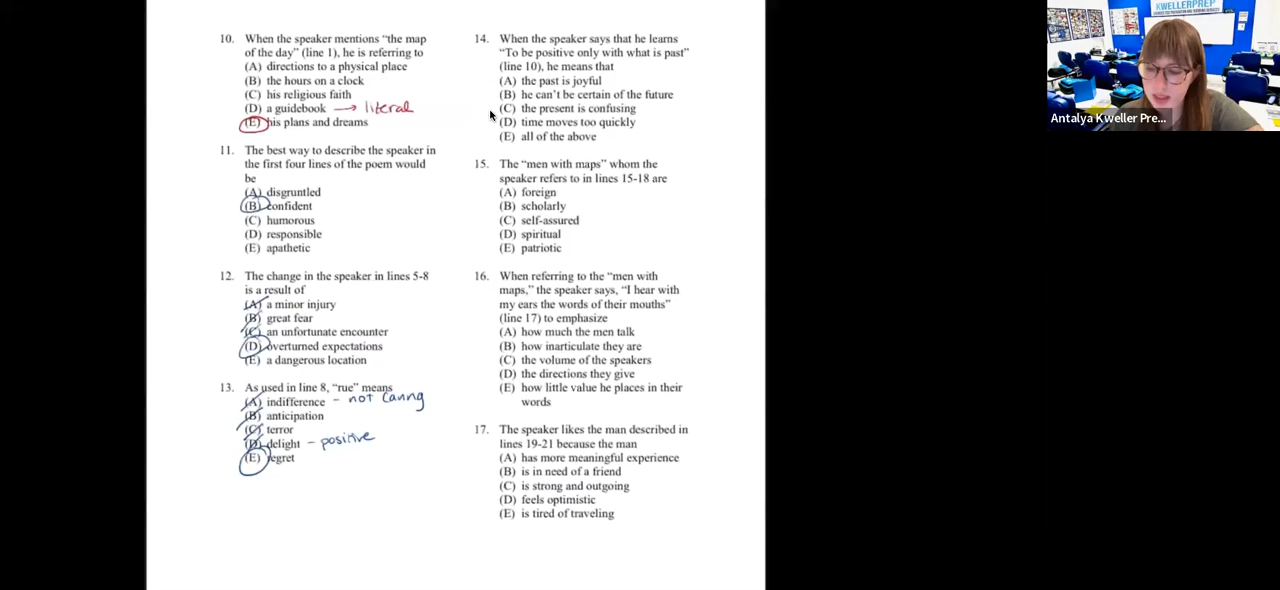 10. When the speaker mentions “the map
of the day” (line 1), he is referring to
(A) directions to a physical place
(B) the hours on a clock
(C) his religious faith
(D) a guidebook → literal
(E) his plans and dreams
11. The best way to describe the speaker in
the first four lines of the poem would
be
(A) disgruntled
(B) confident
(C) humorous
(D) responsible
(E) apathetic
12. The change in the speaker in lines 5-8
is a result of
(A) a minor injury
(B) great fear
(C) an unfortunate encounter
(D) overturned expectations
(E) a dangerous location
13. As used in line 8, “rue” means
(A) indifference - not caring
(B) anticipation
(C) terror
(D) delight - positive
(E) regret
14. When the speaker says that he learns
“To be positive only with what is past”
(line 10), he means that
(A) the past is joyful
(B) he can’t be certain of the future
(C) the present is confusing
(D) time moves too quickly
(E) all of the above
15. The “men with maps” whom the
speaker refers to in lines 15-18 are
(A) foreign
(B) scholarly
(C) self-assured
(D) spiritual
(E) patriotic
16. When referring to the “men with
maps,” the speaker says, “I hear with
my ears the words of their mouths”
(line 17) to emphasize
(A) how much the men talk
(B) how inarticulate they are
(C) the volume of the speakers
(D) the directions they give
(E) how little value he places in their
words
17. The speaker likes the man described in
lines 19-21 because the man
(A) has more meaningful experience
(B) is in need of a friend
(C) is strong and outgoing
(D) feels optimistic
(E) is tired of traveling
KWELLERPREP
Antalya Kweller Pre...